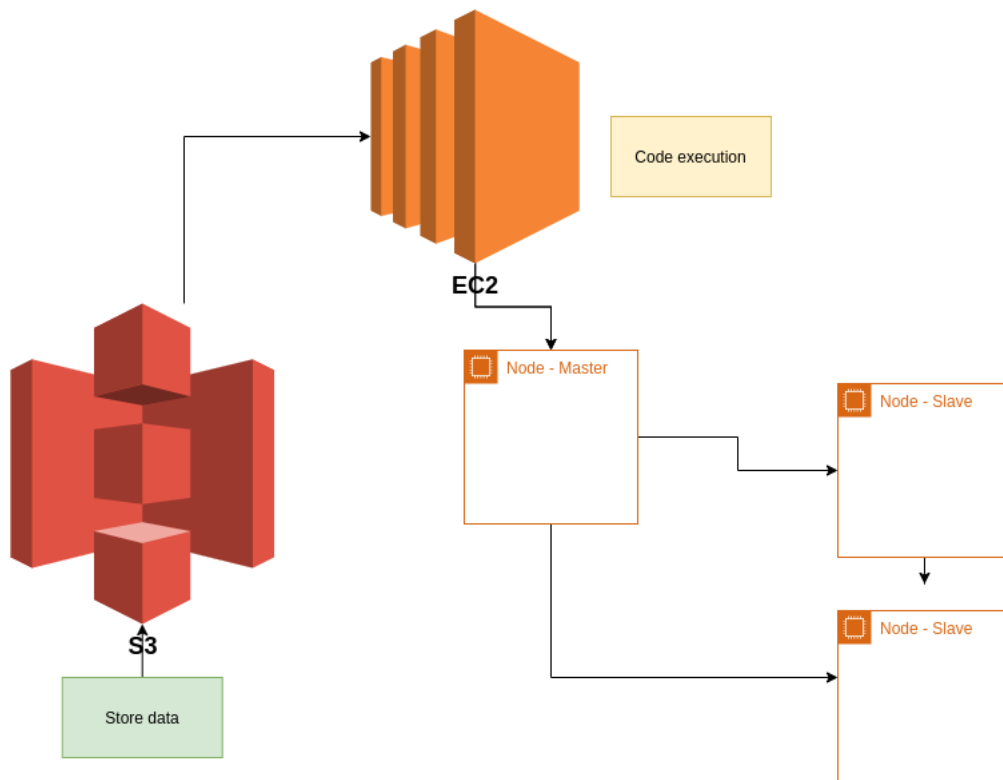 Code execution
EC2
Node - Master
Node - Slave
Node - Slave
S3
Store data